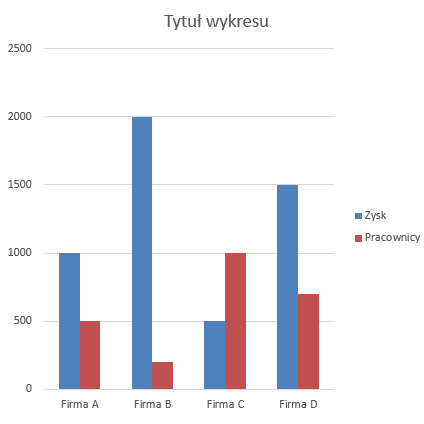 Tytuł wykresu
2500
2000
1500
1000
500
0
Firma A Firma B Firma C Firma D
Zysk
Pracownicy